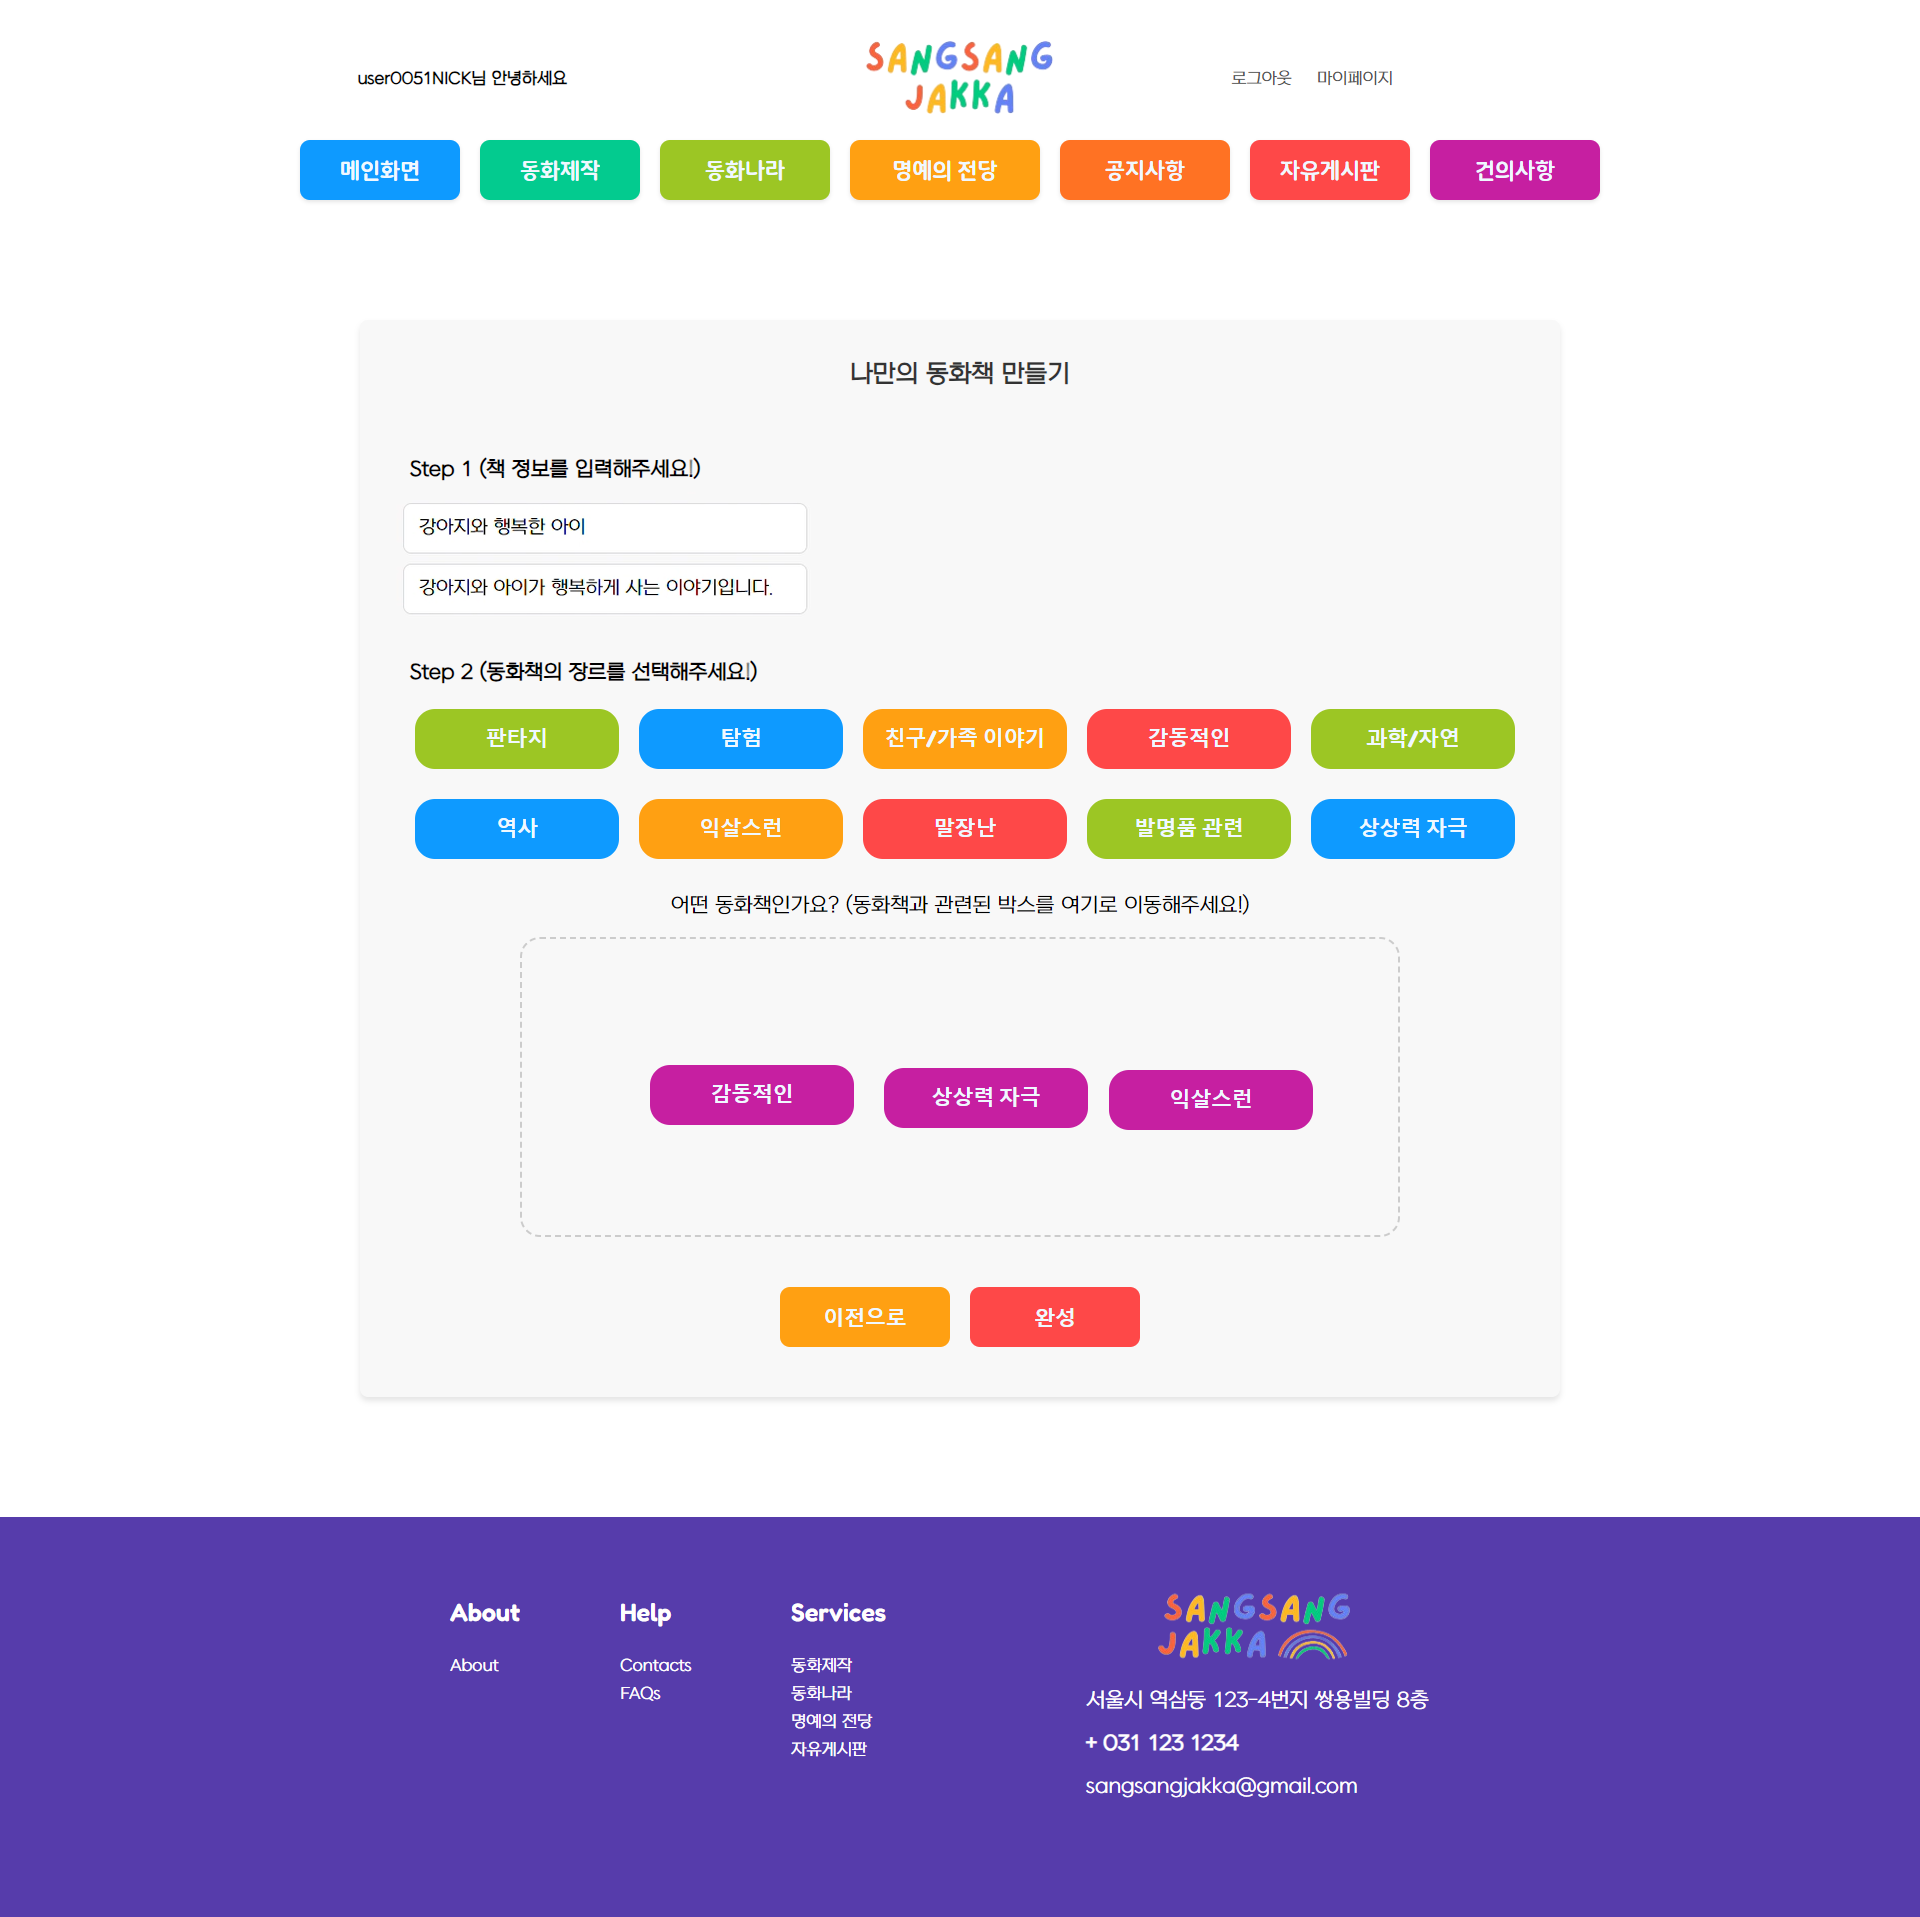 user0051NICK님 안녕하세요
SANGSANG
JAKKA
로그아웃 마이페이지
메인화면 동화제작 동화나라 명예의 전당 공지사항 자유게시판 건의사항
나만의 동화책 만들기
Step 1 (책 정보를 입력해주세요!)
강아지와 행복한 아이
강아지와 아이가 행복하게 사는 이야기입니다.
Step 2 (동화책의 장르를 선택해주세요!)
판타지 탐험 친구/가족 이야기 감동적인 과학/자연
역사 익살스런 말장난 발명품 관련 상상력 자극
어떤 동화책인가요? (동화책과 관련된 박스를 여기로 이동해주세요!)
감동적인 상상력 자극 익살스런
이전으로 완성
About
About
Help
Contacts
FAQs
Services
동화제작
동화나라
명예의 전당
자유게시판
SANGSANG
JAKKA
서울시 역삼동 123-4번지 쌍용빌딩 8층
+ 031 123 1234
sangsangjakka@gmail.com